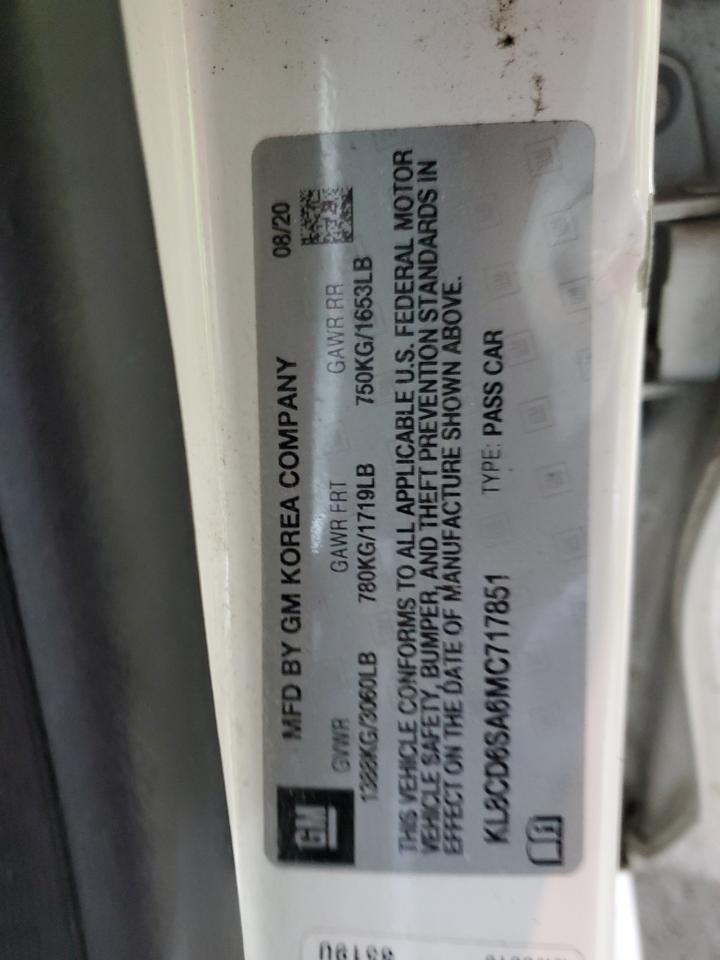 GM
MFD BY GM KOREA COMPANY 08/20
GVWR GAWR FRT GAWR RR
1388KG/3060LB 780KG/1719LB 750KG/1653LB
THIS VEHICLE CONFORMS TO ALL APPLICABLE U.S. FEDERAL MOTOR
VEHICLE SAFETY, BUMPER, AND THEFT PREVENTION STANDARDS IN
EFFECT ON THE DATE OF MANUFACTURE SHOWN ABOVE.
KL8CD6SA6MC717851 TYPE: PASS CAR